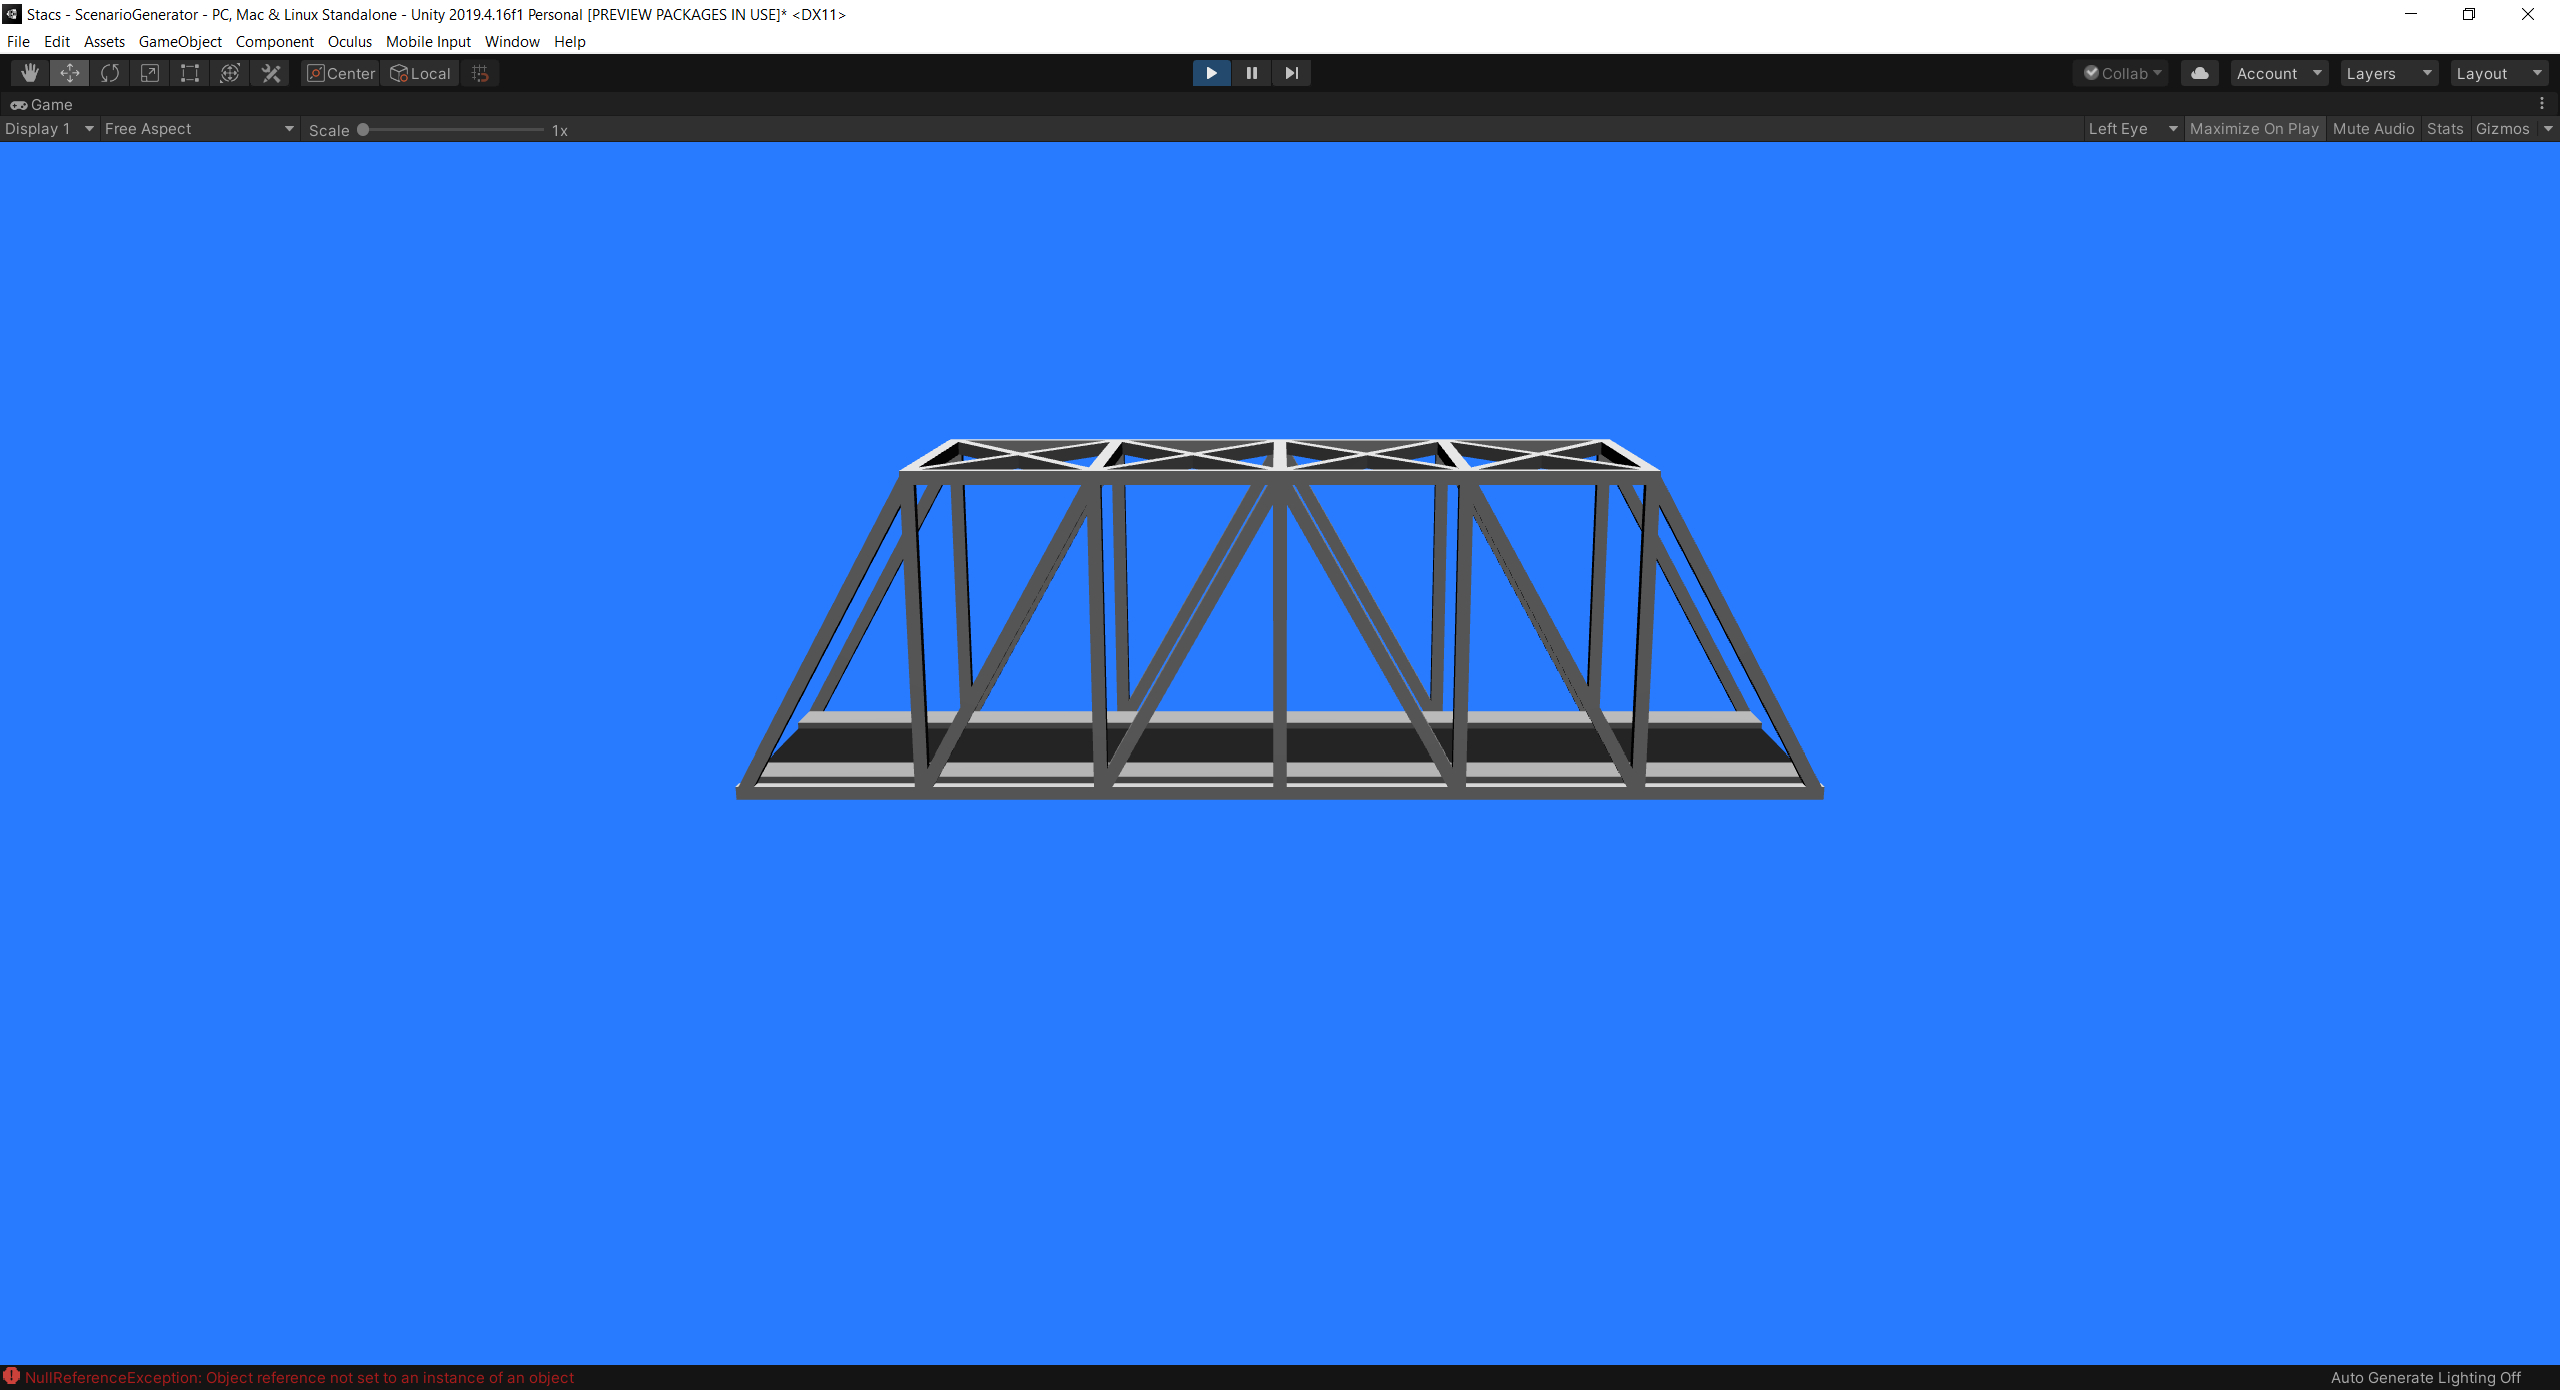 Stacs - ScenarioGenerator - PC, Mac & Linux Standalone - Unity 2019.4.16f1 Personal [PREVIEW PACKAGES IN USE]* <DX11>
File Edit Assets GameObject Component Oculus Mobile Input Window Help
Center Local Collab Account Layers Layout
Game
Display 1 Free Aspect Scale 1x Left Eye Maximize On Play Mute Audio Stats Gizmos
NullReferenceException: Object reference not set to an instance of an object Auto Generate Lighting Off